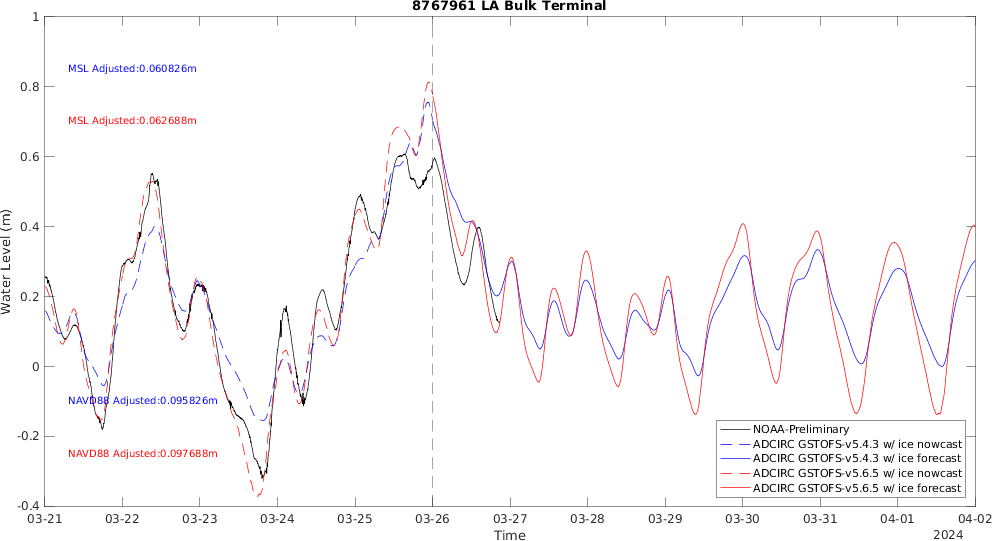 8767961 LA Bulk Terminal
1
0.8
0.6
0.4
0.2
0
-0.2
-0.4
Water Level (m)
MSL Adjusted:0.060826m
MSL Adjusted:0.062688m
NAVD88 Adjusted:0.095826m
NAVD88 Adjusted:0.097688m
NOAA-Preliminary
ADCIRC GSTOFS-v5.4.3 w/ ice nowcast
ADCIRC GSTOFS-v5.4.3 w/ ice forecast
ADCIRC GSTOFS-v5.6.5 w/ ice nowcast
ADCIRC GSTOFS-v5.6.5 w/ ice forecast
03-21 03-22 03-23 03-24 03-25 03-26 03-27 03-28 03-29 03-30 03-31 04-01 04-02
Time
2024